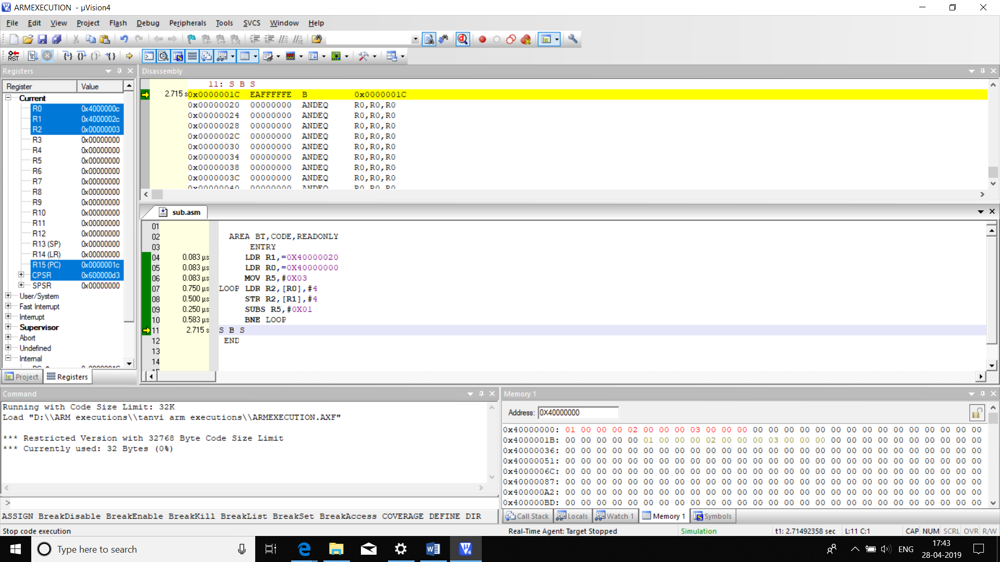 ARMEXECUTION - µVision4
File Edit View Project Flash Debug Peripherals Tools SVCS Window Help
RST
Registers
Register Value
Current
R0 0x4000000c
R1 0x4000002c
R2 0x00000003
R3 0x00000000
R4 0x00000000
R5 0x00000000
R6 0x00000000
R7 0x00000000
R8 0x00000000
R9 0x00000000
R10 0x00000000
R11 0x00000000
R12 0x00000000
R13 (SP) 0x00000000
R14 (LR) 0x00000000
R15 (PC) 0x0000001c
CPSR 0x600000d3
SPSR 0x00000000
User/System
Fast Interrupt
Interrupt
Supervisor
Abort
Undefined
Internal
Project Registers
Disassembly
11: S B S
2.715 s 0x0000001C EAFFFFFE B 0x0000001C
0x00000020 00000000 ANDEQ R0,R0,R0
0x00000024 00000000 ANDEQ R0,R0,R0
0x00000028 00000000 ANDEQ R0,R0,R0
0x0000002C 00000000 ANDEQ R0,R0,R0
0x00000030 00000000 ANDEQ R0,R0,R0
0x00000034 00000000 ANDEQ R0,R0,R0
0x00000038 00000000 ANDEQ R0,R0,R0
0x0000003C 00000000 ANDEQ R0,R0,R0
0x00000040 00000000 ANDEQ R0,R0,R0
sub.asm
01
02 AREA BT,CODE,READONLY
03 ENTRY
04 0.083 µs LDR R1,=0X40000020
05 0.083 µs LDR R0,=0X40000000
06 0.083 µs MOV R5,#0X03
07 0.750 µs LOOP LDR R2,[R0],#4
08 0.500 µs STR R2,[R1],#4
09 0.250 µs SUBS R5,#0X01
10 0.583 µs BNE LOOP
11 2.715 s S B S
12 END
13
14
Command
Running with Code Size Limit: 32K
Load "D:\\ARM executions\\tanvi arm executions\\ARMEXECUTION.AXF"
*** Restricted Version with 32768 Byte Code Size Limit
*** Currently used: 32 Bytes (0%)
>
ASSIGN BreakDisable BreakEnable BreakKill BreakList BreakSet BreakAccess COVERAGE DEFINE DIR
Memory 1
Address: 0X40000000
0x40000000: 01 00 00 00 02 00 00 00 03 00 00 00 00 00 00 00 00 00 00 00 00 00 00 00 00 00 00
0x4000001B: 00 00 00 00 00 01 00 00 00 02 00 00 00 03 00 00 00 00 00 00 00 00 00 00 00 00 00
0x40000036: 00 00 00 00 00 00 00 00 00 00 00 00 00 00 00 00 00 00 00 00 00 00 00 00 00 00 00
0x40000051: 00 00 00 00 00 00 00 00 00 00 00 00 00 00 00 00 00 00 00 00 00 00 00 00 00 00 00
0x4000006C: 00 00 00 00 00 00 00 00 00 00 00 00 00 00 00 00 00 00 00 00 00 00 00 00 00 00 00
0x40000087: 00 00 00 00 00 00 00 00 00 00 00 00 00 00 00 00 00 00 00 00 00 00 00 00 00 00 00
0x400000A2: 00 00 00 00 00 00 00 00 00 00 00 00 00 00 00 00 00 00 00 00 00 00 00 00 00 00 00
0x400000BD: 00 00 00 00 00 00 00 00 00 00 00 00 00 00 00 00 00 00 00 00 00 00 00 00 00 00 00
Call Stack Locals Watch 1 Memory 1 Symbols
Stop code execution Real-Time Agent: Target Stopped Simulation t1: 2.71492358 sec L:11 C:1 CAP NUM SCRL OVR R/W
Type here to search
ENG
17:43
28-04-2019